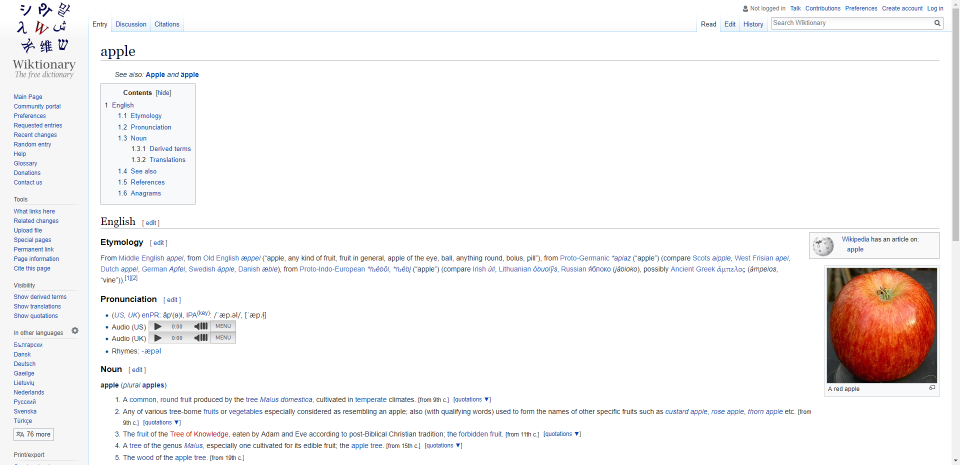 Wiktionary
The free dictionary
Main Page
Community portal
Preferences
Requested entries
Recent changes
Random entry
Help
Glossary
Donations
Contact us
Tools
What links here
Related changes
Upload file
Special pages
Permanent link
Page information
Cite this page
Visibility
Show derived terms
Show translations
Show quotations
In other languages
Български
Dansk
Deutsch
Gaeilge
Lietuvių
Nederlands
Русский
Svenska
Türkçe
76 more
Print/export
Not logged in Talk Contributions Preferences Create account Log in
Entry Discussion Citations Read Edit History Search Wiktionary
apple
See also: Apple and äpple
Contents [hide]
1 English
1.1 Etymology
1.2 Pronunciation
1.3 Noun
1.3.1 Derived terms
1.3.2 Translations
1.4 See also
1.5 References
1.6 Anagrams
English [ edit ]
Wikipedia has an article on:
apple
Etymology [ edit ]
From Middle English appel, from Old English æppel ("apple, any kind of fruit, fruit in general, apple of the eye, ball, anything round, bolus, pill"), from Proto-Germanic ("apple") (compare Scots aipple, West Frisian apel,
Dutch appel, German Apfel, Swedish äpple, Danish æble), from Proto-Indo-European ("apple") (compare Irish úll, Lithuanian Russian я́блоко (jábloko), possibly Ancient Greek ἄμπελος (ámpelos,
"vine")).[1][2]
Pronunciation [ edit ]
(US, UK) enPR: ăp'(ə)l, IPA(key): /ˈæp.əl/, [ˈæp.ɫ]
Audio (US) 0:00 MENU
Audio (UK) 0:00 MENU
Rhymes: -æpəl
A red apple
Noun [ edit ]
apple (plural apples)
1. A common, round fruit produced by the tree Malus domestica, cultivated in temperate climates. [from 9th c.] [quotations ▼]
2. Any of various tree-borne fruits or vegetables especially considered as resembling an apple; also (with qualifying words) used to form the names of other specific fruits such as custard apple, rose apple, thorn apple etc. [from
9th c.] [quotations ▼]
3. The fruit of the Tree of Knowledge, eaten by Adam and Eve according to post-Biblical Christian tradition; the forbidden fruit. [from 11th c.] [quotations ▼]
4. A tree of the genus Malus, especially one cultivated for its edible fruit; the apple tree. [from 15th c.] [quotations ▼]
5. The wood of the apple tree. [from 19th c.]